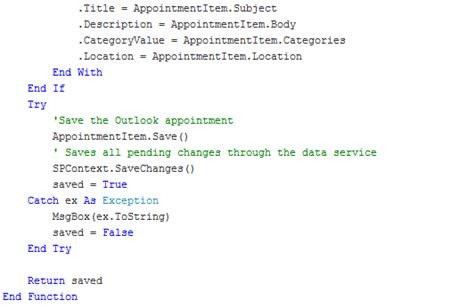 .Title = AppointmentItem.Subject
.Description = AppointmentItem.Body
.CategoryValue = AppointmentItem.Categories
.Location = AppointmentItem.Location
End With
End If
Try
'Save the Outlook appointment
AppointmentItem.Save()
' Saves all pending changes through the data service
SPContext.SaveChanges()
saved = True
Catch ex As Exception
MsgBox(ex.ToString)
saved = False
End Try
Return saved
End Function